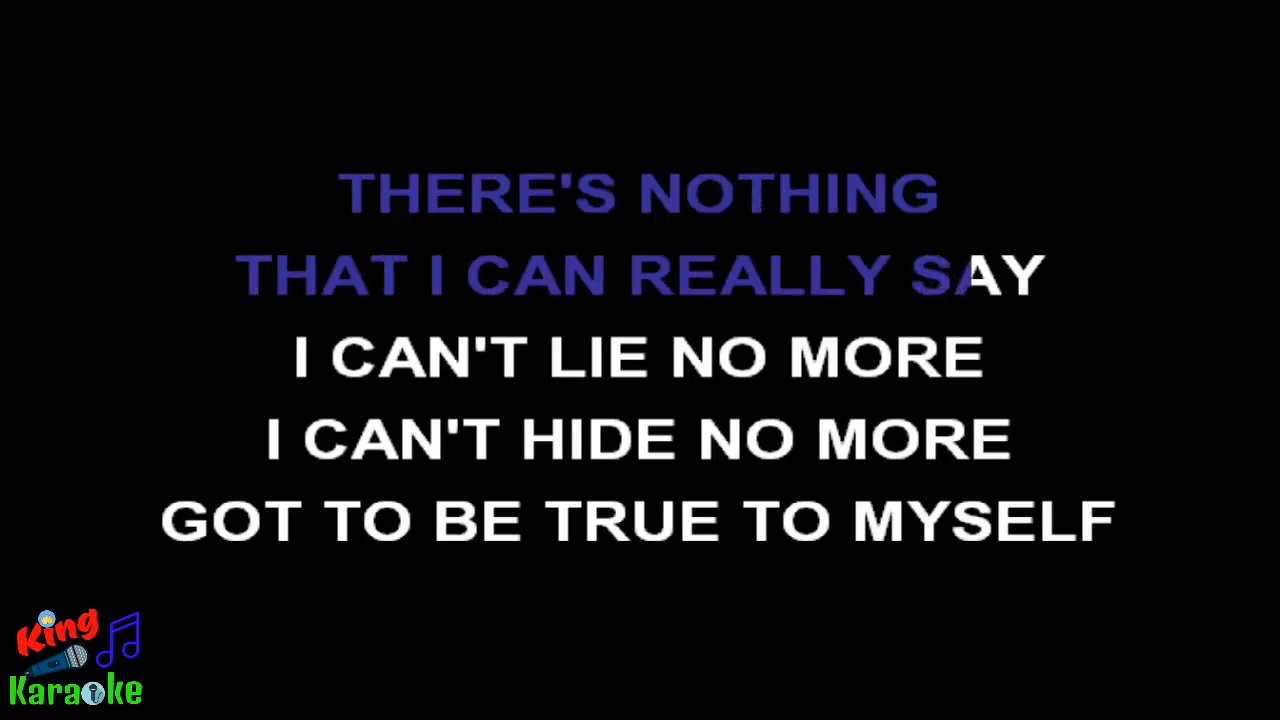 THERE'S NOTHING
THAT I CAN REALLY SAY
I CAN'T LIE NO MORE
I CAN'T HIDE NO MORE
GOT TO BE TRUE TO MYSELF
King
Karaoke